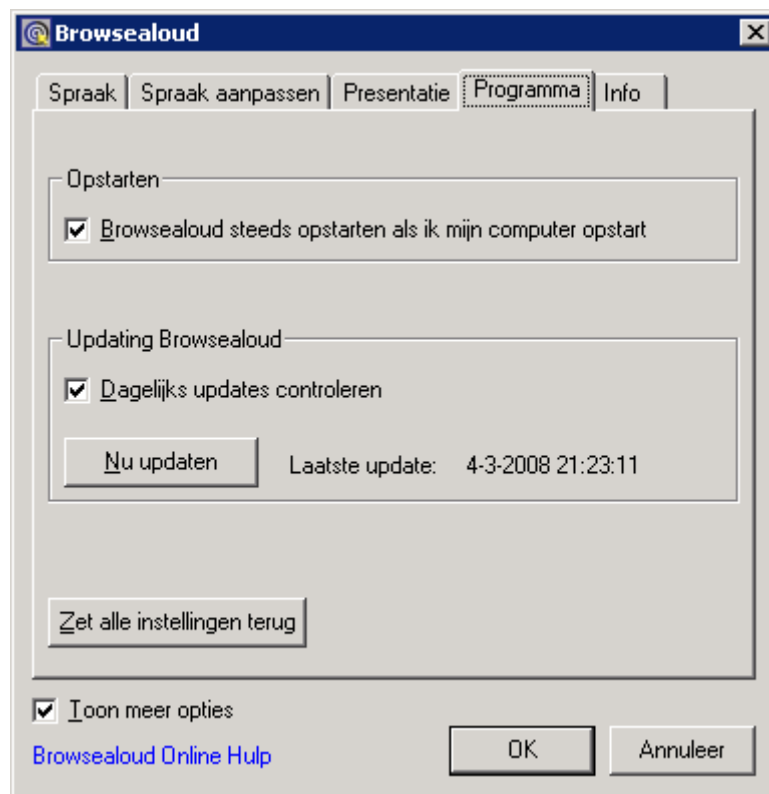 Browsealoud
Spraak Spraak aanpassen Presentatie Programma Info
Opstarten
Browsealoud steeds opstarten als ik mijn computer opstart
Updating Browsealoud
Dagelijks updates controleren
Nu updaten Laatste update: 4-3-2008 21:23:11
Zet alle instellingen terug
Toon meer opties
Browsealoud Online Hulp OK Annuleer